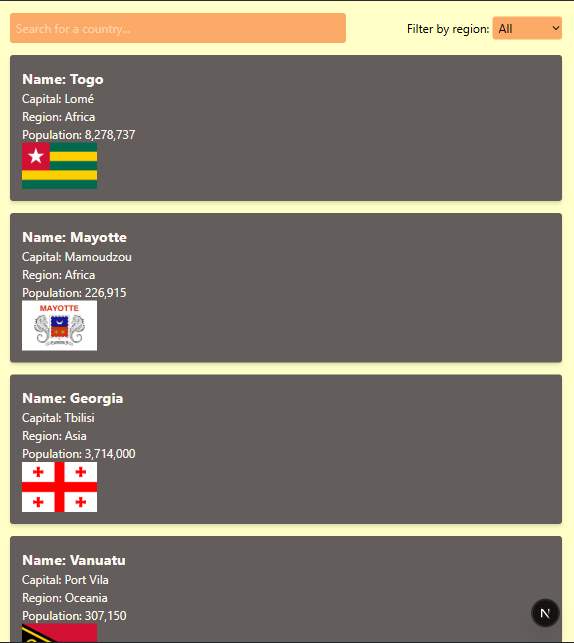 Search for a country...
Filter by region: All
Name: Togo
Capital: Lomé
Region: Africa
Population: 8,278,737
Name: Mayotte
Capital: Mamoudzou
Region: Africa
Population: 226,915
MAYOTTE
Name: Georgia
Capital: Tbilisi
Region: Asia
Population: 3,714,000
Name: Vanuatu
Capital: Port Vila
Region: Oceania
Population: 307,150
N